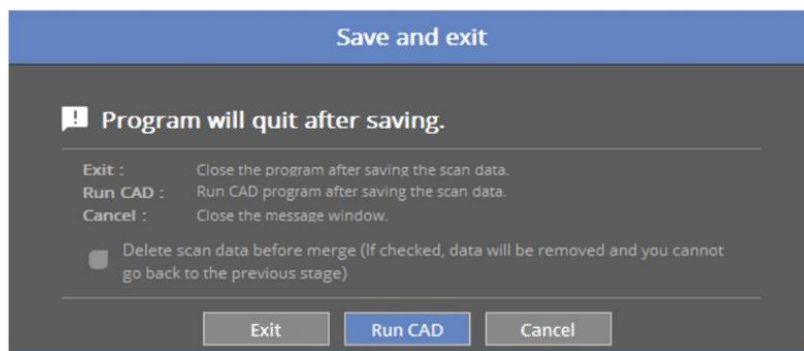 Save and exit
! Program will quit after saving.
Exit : Close the program after saving the scan data.
Run CAD : Run CAD program after saving the scan data.
Cancel : Close the message window.
Delete scan data before merge (If checked, data will be removed and you cannot
go back to the previous stage)
Exit Run CAD Cancel